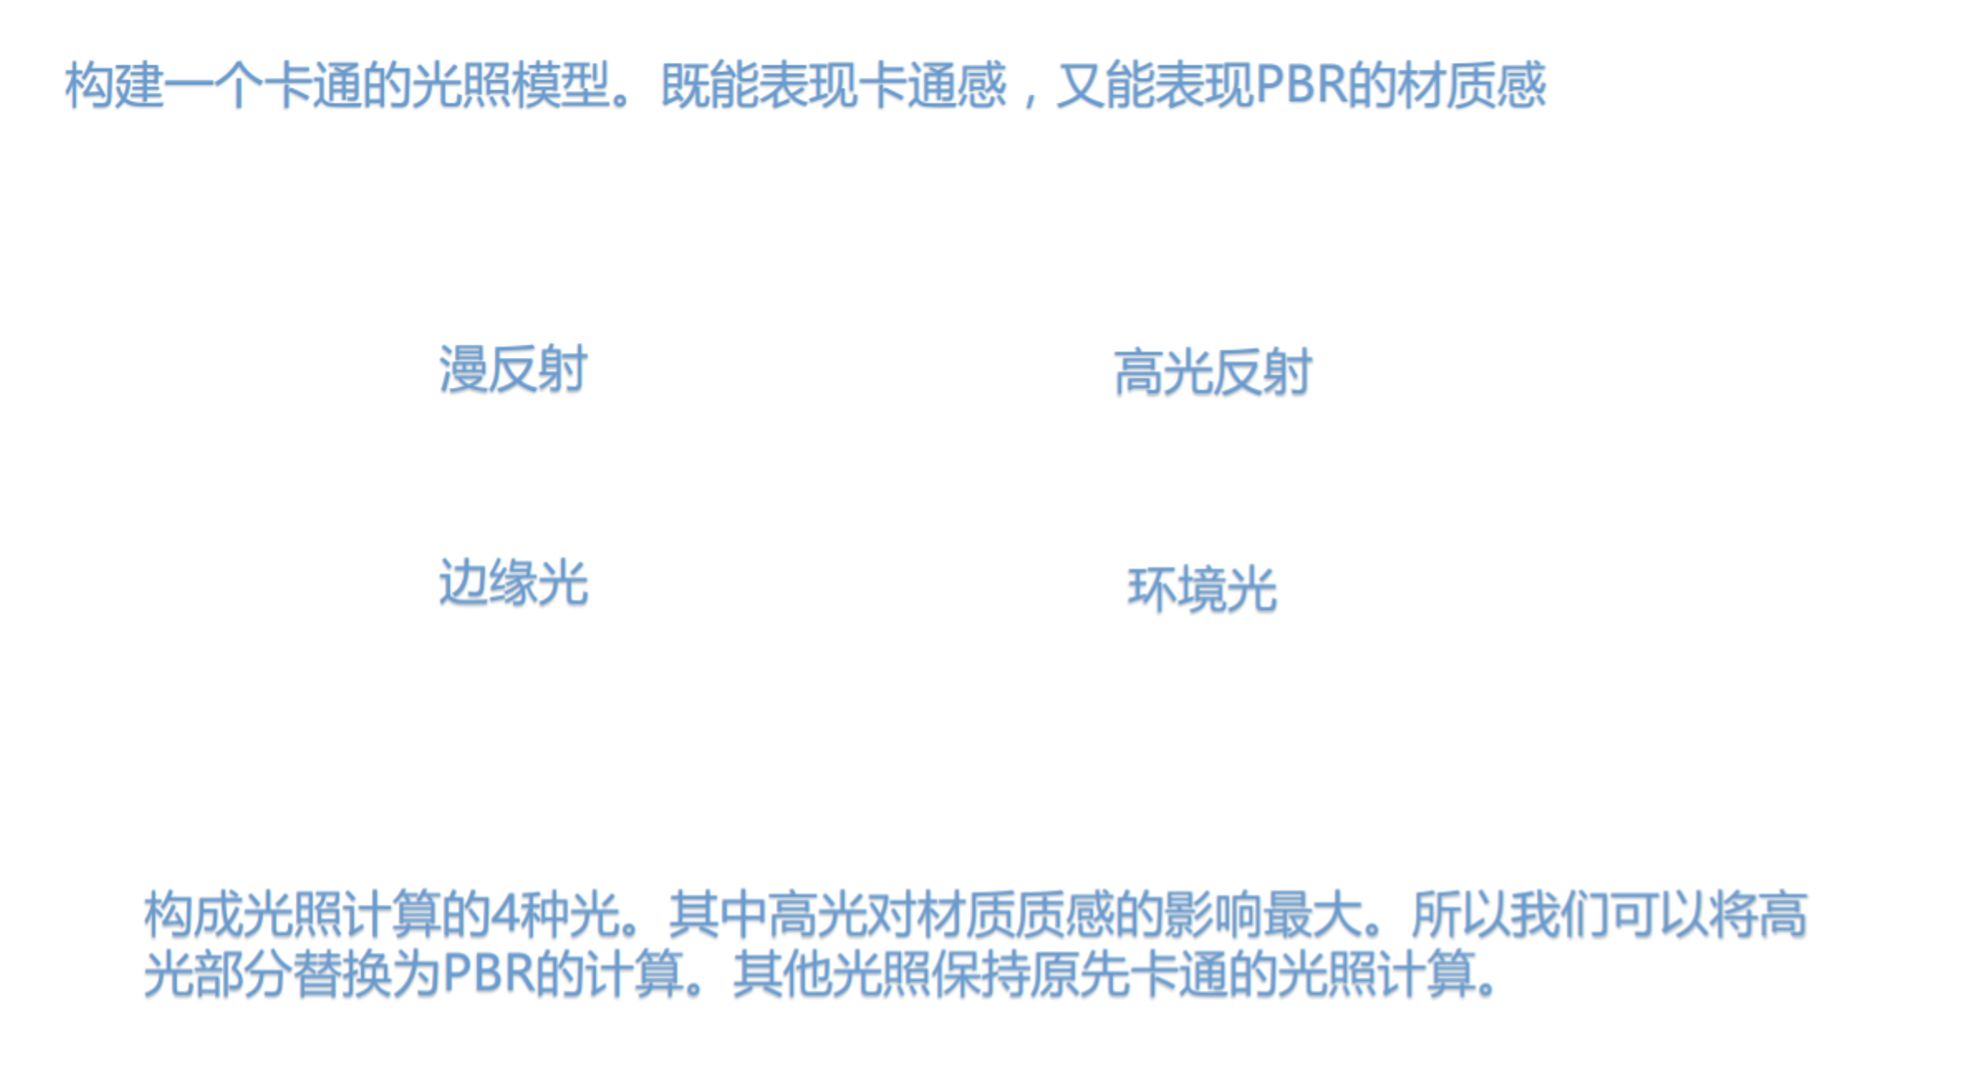 构建一个卡通的光照模型。既能表现卡通感，又能表现PBR的材质感
漫反射
高光反射
边缘光
环境光
构成光照计算的4种光。其中高光对材质质感的影响最大。所以我们可以将高
光部分替换为PBR的计算。其他光照保持原先卡通的光照计算。